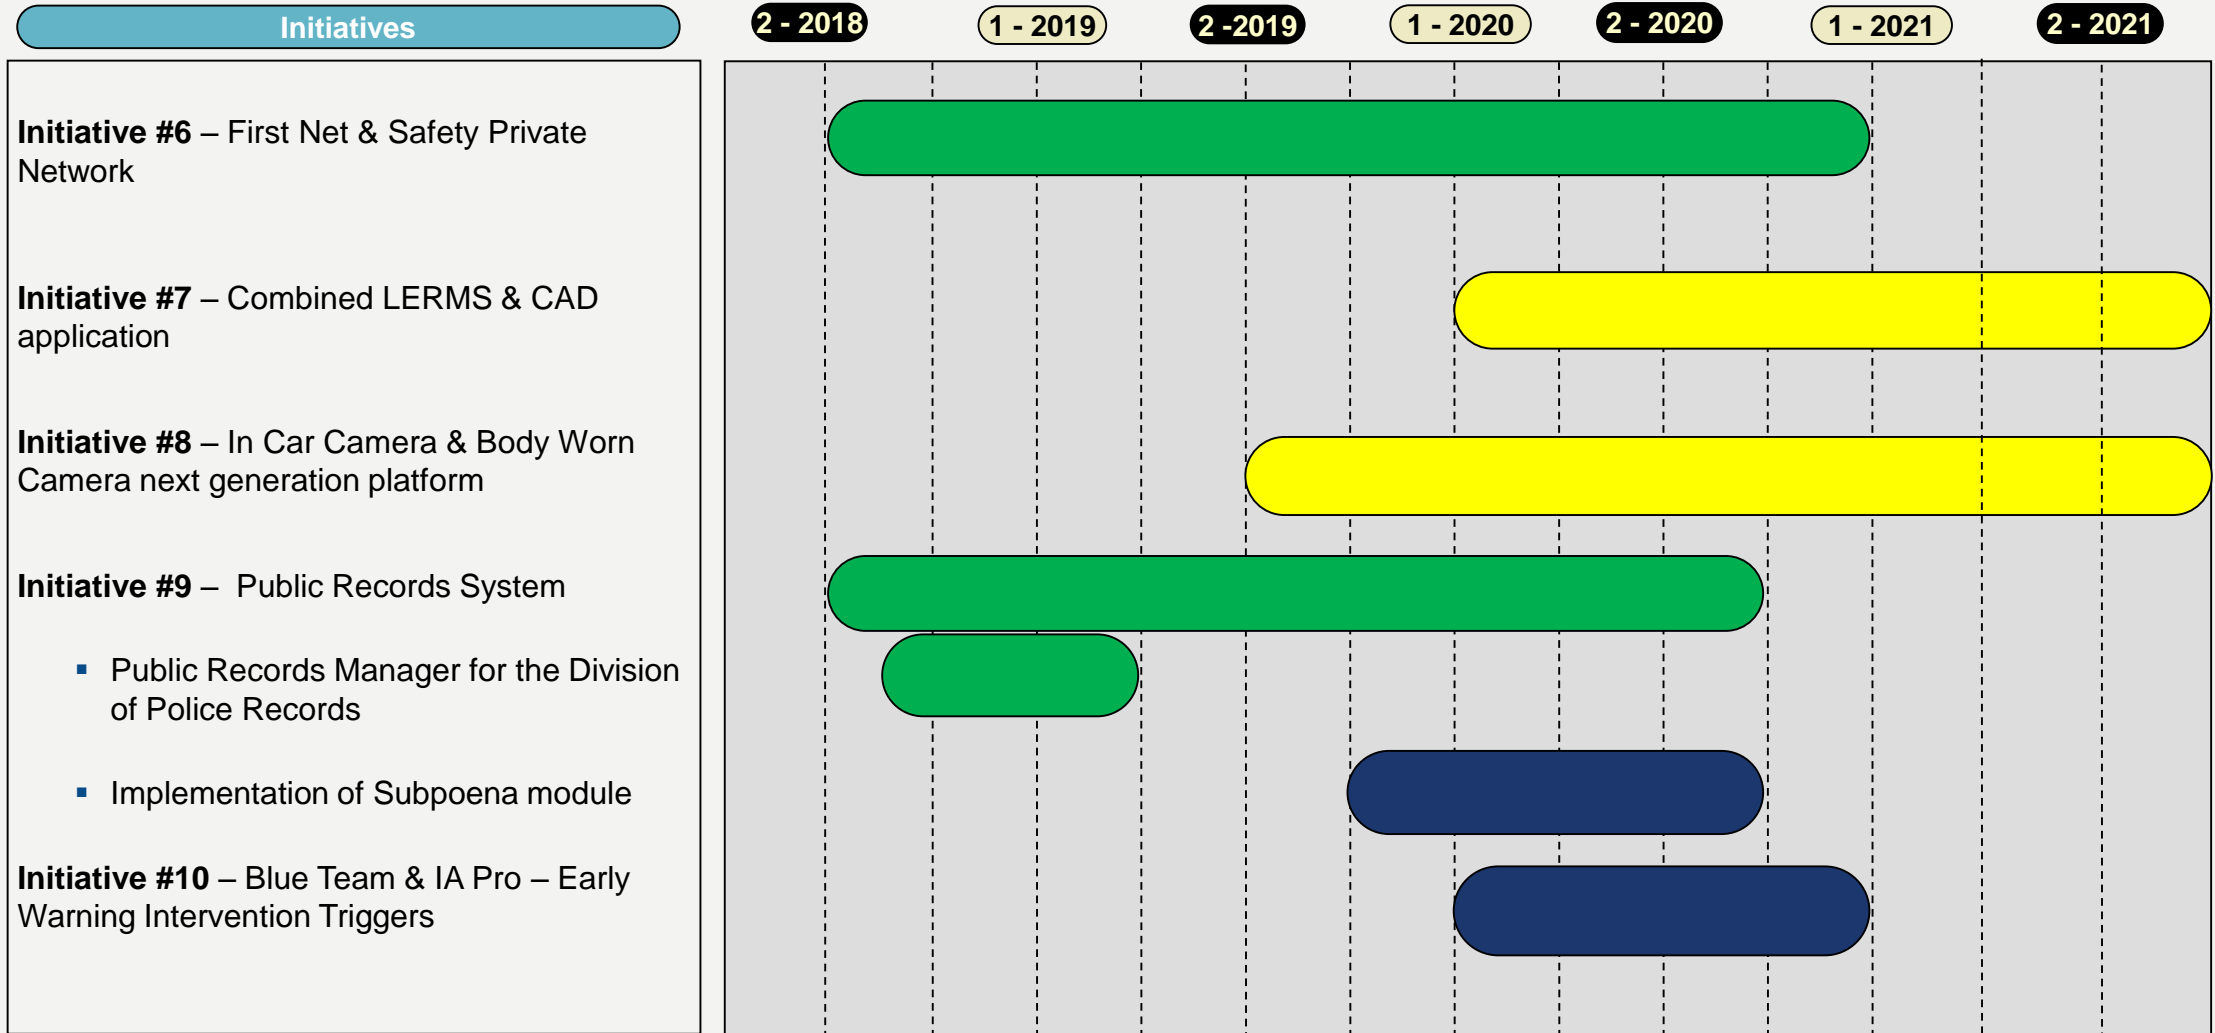 Initiatives
2 - 2018
1 - 2019
2 -2019
1 - 2020
2 - 2020
1 - 2021
2 - 2021
Initiative #6 – First Net & Safety Private
Network
Initiative #7 – Combined LERMS & CAD
application
Initiative #8 – In Car Camera & Body Worn
Camera next generation platform
Initiative #9 – Public Records System
▪ Public Records Manager for the Division
of Police Records
▪ Implementation of Subpoena module
Initiative #10 – Blue Team & IA Pro – Early
Warning Intervention Triggers